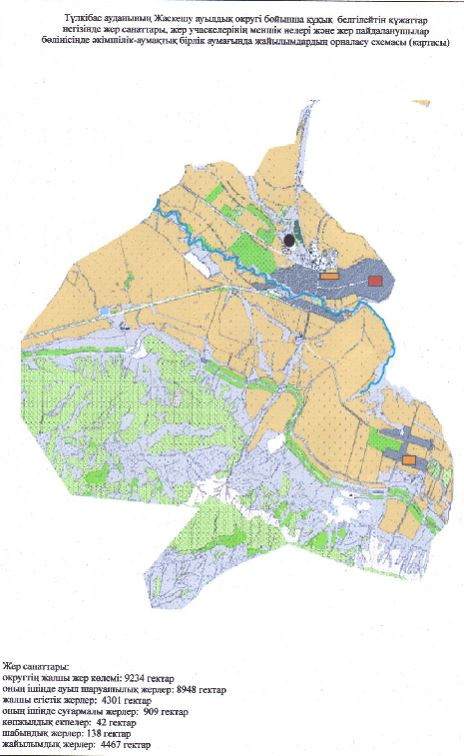 Түлкібас ауданының Жаскешу ауылдық округі бойынша құқық белгілейтін құжаттар
негізінде жер санаттары, жер учаскелерінің меншік иелері және жер пайдаланушылар
бөлінісінде әкімшілік-аумақтық бірлік аумағында жайылымдардың орналасу схемасы (картасы)
Жер санаттары:
округтің жалпы жер көлемі: 9234 гектар
оның ішінде ауыл шаруашылық жерлер: 8948 гектар
жалпы егістік жерлер: 4301 гектар
оның ішінде суғармалы жерлер: 909 гектар
көпжылдық екпелер: 42 гектар
шабындық жерлер: 138 гектар
жайылымдық жерлер: 4467 гектар